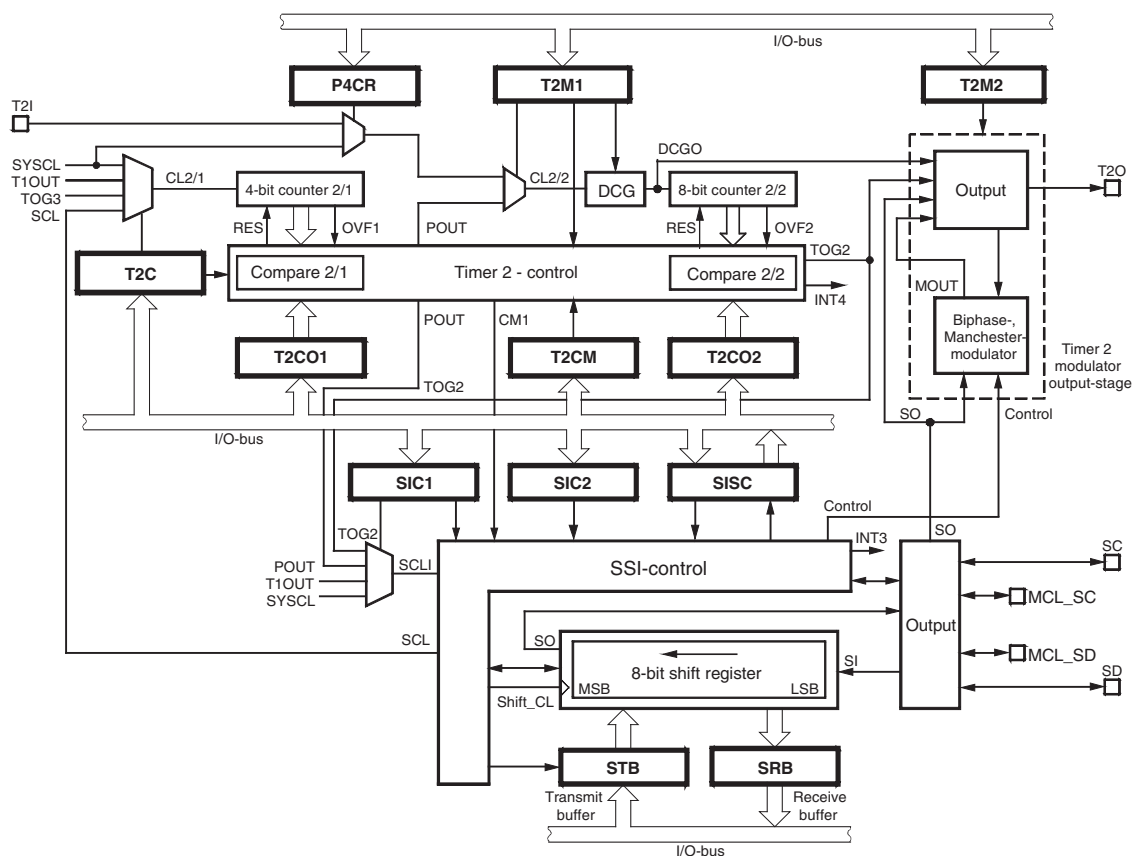 I/O-bus
P4CR
T2M1
T2M2
T2I
SYSCL
T1OUT
TOG3
SCL
CL2/1
4-bit counter 2/1
CL2/2
DCG
DCGO
8-bit counter 2/2
Output
T2O
RES
OVF1
POUT
RES
OVF2
TOG2
T2C
Compare 2/1
Timer 2 - control
Compare 2/2
INT4
MOUT
Biphase-,
Manchester-
modulator
Timer 2
modulator
output-stage
POUT
CM1
T2CO1
T2CM
T2CO2
TOG2
SO
Control
I/O-bus
SIC1
SIC2
SISC
Control
TOG2
INT3
SO
SC
POUT
T1OUT
SYSCL
SCLI
SSI-control
MCL_SC
Output
SCL
SO
8-bit shift register
MSB
LSB
SI
MCL_SD
SD
Shift_CL
STB
SRB
Transmit
buffer
Receive
buffer
I/O-bus